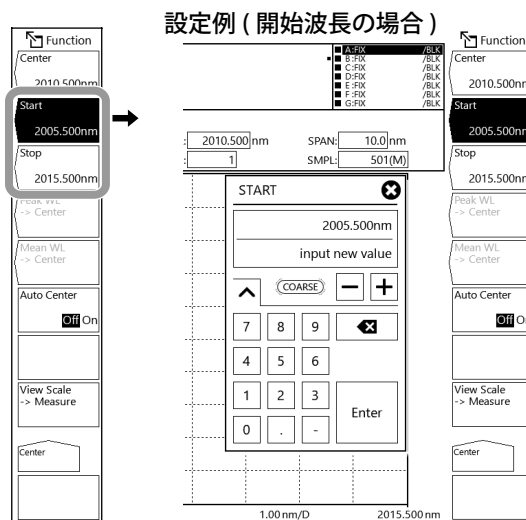 設定例 ( 開始波長の場合 )
Function
Center
2010.500nm
Start
2005.500nm
Stop
2015.500nm
Peak WL
-> Center
Mean WL
-> Center
Auto Center
Off On
View Scale
-> Measure
Center
A:FIX /BLK
B:FIX /BLK
C:FIX /BLK
D:FIX /BLK
E:FIX /BLK
F:FIX /BLK
G:FIX /BLK
: 2010.500 nm SPAN: 10.0 nm
: 1 SMPL: 501(M)
START
2005.500nm
input new value
COARSE
7 8 9
4 5 6
1 2 3
Enter
0 . -
1.00 nm/D 2015.500 nm
Function
Center
2010.500nm
Start
2005.500nm
Stop
2015.500nm
Peak WL
-> Center
Mean WL
-> Center
Auto Center
Off On
View Scale
-> Measure
Center